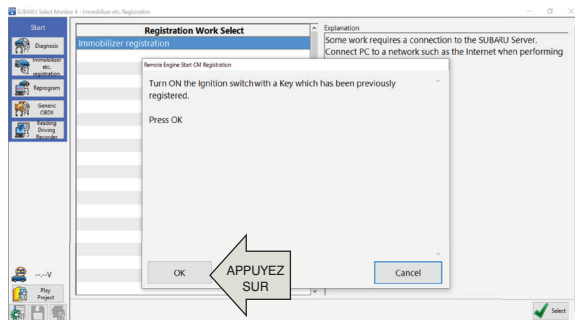 SUBARU Select Monitor 4 - Immobilizer etc. Registration
Start
Diagnosis
Immobilizer
etc.
registration
Reprogram
Generic
OBDII
Reading
Driving
Recorder
--.--V
Play
Project
Registration Work Select
Immobilizer registration
Explanation
Some work requires a connection to the SUBARU Server.
Connect PC to a network such as the Internet when performing
Remote Engine Start CM Registration
Turn ON the Ignition switchwith a Key which has been previously
registered.
Press OK
OK
APPUYEZ
SUR
Cancel
Select